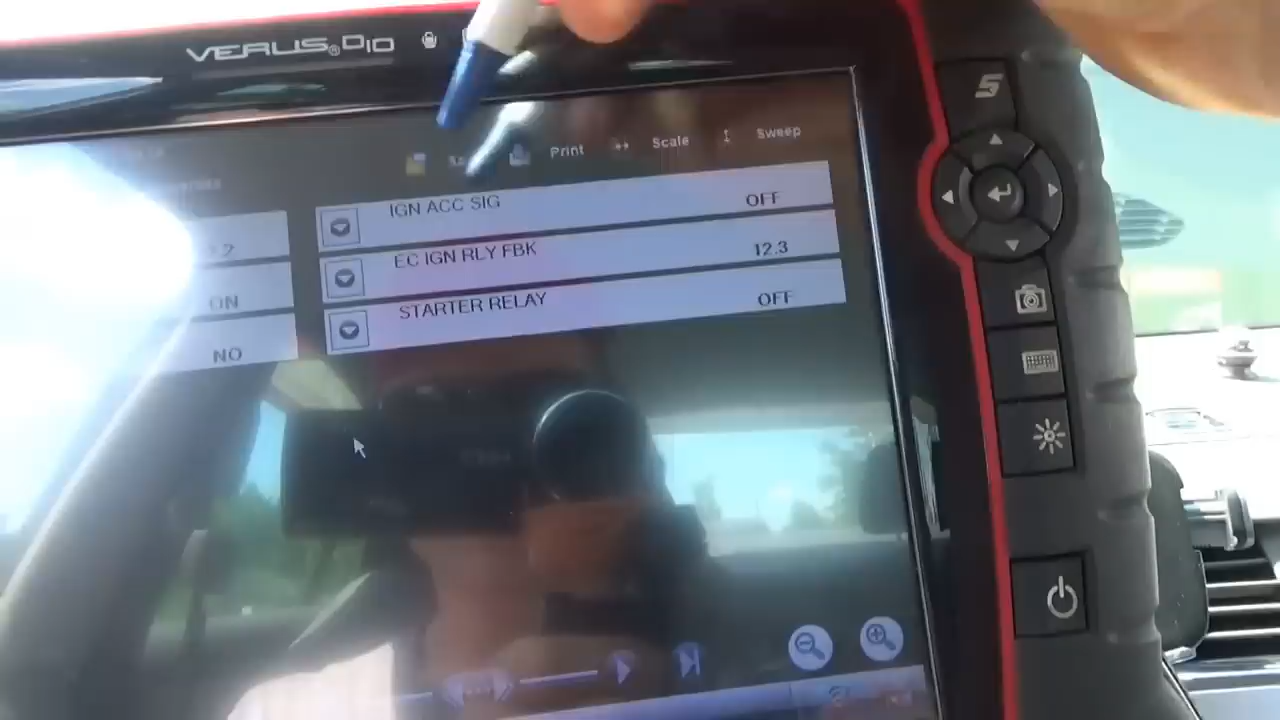 VERUS® D10
Print Scale Sweep
IGN ACC SIG OFF
EC IGN RLY FBK 12.3
ON
STARTER RELAY OFF
NO